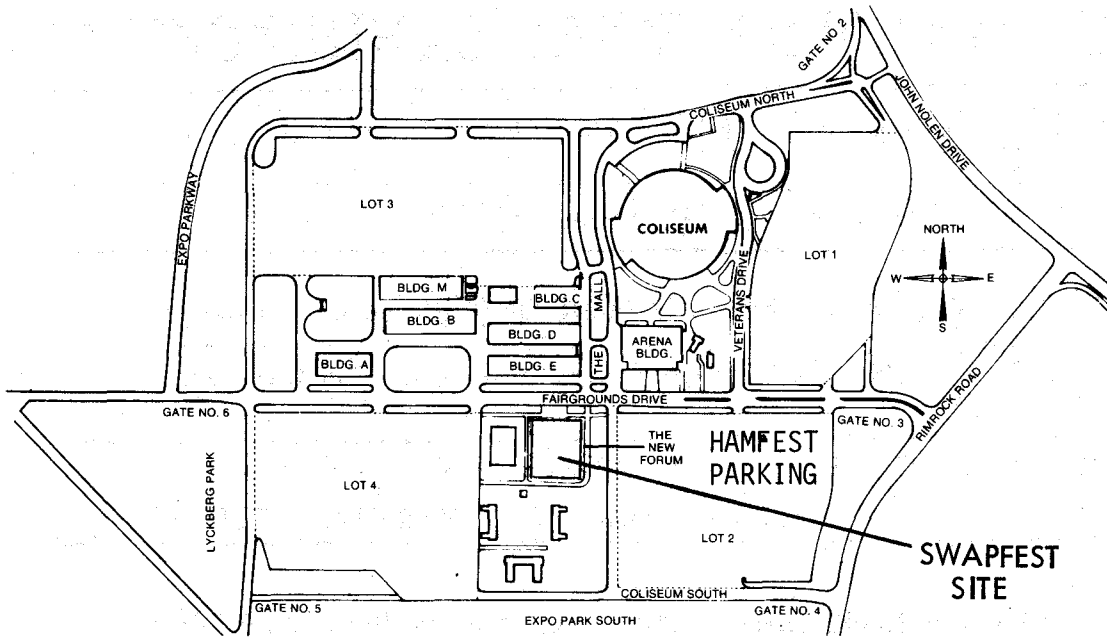 GATE NO. 2
COLISEUM NORTH
JOHN NOLEN DRIVE
EXPO PARKWAY
LOT 3
COLISEUM
LOT 1
NORTH
W
E
S
VETERANS DRIVE
BLDG. M
BLDG. C
THE MALL
BLDG. B
BLDG. D
ARENA
BLDG.
BLDG. A
BLDG. E
FAIRGROUNDS DRIVE
RIMROCK ROAD
GATE NO. 6
GATE NO. 3
THE
NEW
FORUM
HAMFEST
PARKING
LYCKBERG PARK
LOT 4
LOT 2
SWAPFEST
SITE
COLISEUM SOUTH
GATE NO. 5
GATE NO. 4
EXPO PARK SOUTH